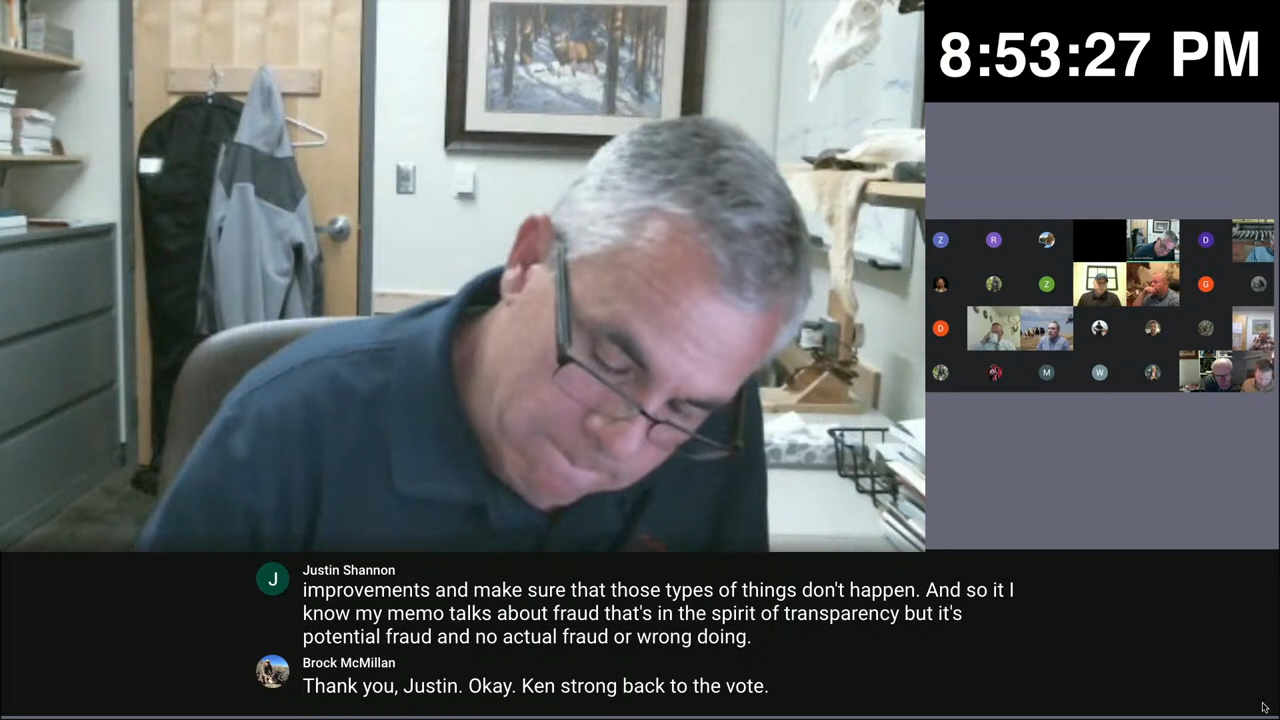 8:53:27 PM
Z
R
D
Z
G
D
M
W
J
Justin Shannon
improvements and make sure that those types of things don't happen. And so it I
know my memo talks about fraud that's in the spirit of transparency but it's
potential fraud and no actual fraud or wrong doing.
Brock McMillan
Thank you, Justin. Okay. Ken strong back to the vote.